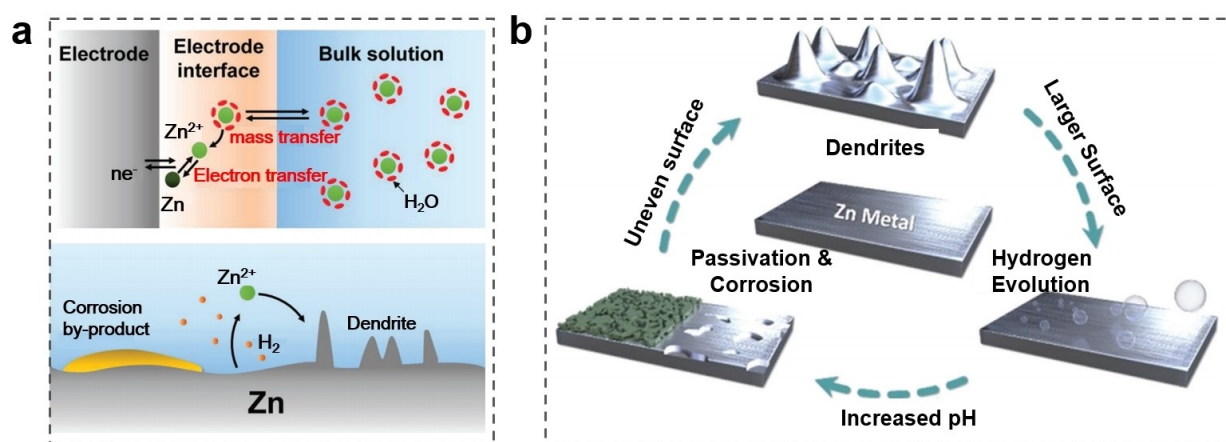 a
Electrode
Electrode
interface
Bulk solution
Zn²⁺
mass transfer
ne⁻
Electron transfer
Zn
H₂O
Zn²⁺
Corrosion
by-product
Dendrite
H₂
Zn
b
Dendrites
Uneven surface
Larger Surface
Zn Metal
Passivation &
Corrosion
Hydrogen
Evolution
Increased pH